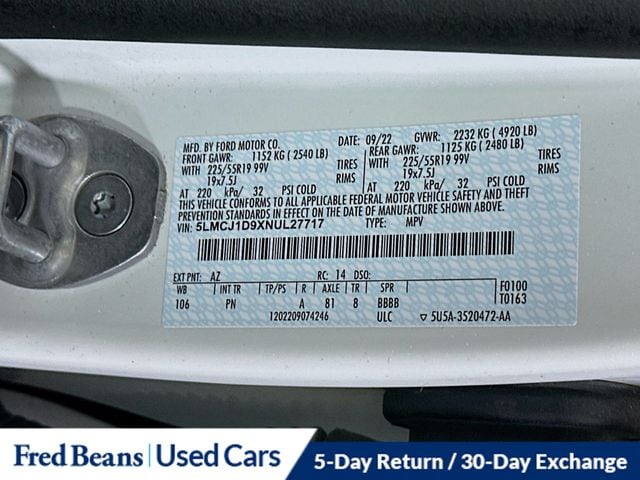 MFD. BY FORD MOTOR CO. DATE: 09/22 GVWR: 2232 KG ( 4920 LB)
FRONT GAWR: 1152 KG ( 2540 LB) REAR GAWR: 1125 KG ( 2480 LB)
WITH 225/55R19 99V TIRES WITH 225/55R19 99V TIRES
19x7.5J RIMS 19x7.5J RIMS
AT 220 kPa/ 32 PSI COLD AT 220 kPa/ 32 PSI COLD
THIS VEHICLE CONFORMS TO ALL APPLICABLE FEDERAL MOTOR VEHICLE SAFETY AND THEFT
PREVENTION STANDARDS IN EFFECT ON THE DATE OF MANUFACTURE SHOWN ABOVE.
VIN: 5LMCJ1D9XNUL27717 TYPE: MPV
EXT PNT: AZ RC: 14 DSO:
WB INT TR TP/PS R AXLE TR SPR F0100
106 PN A 81 8 BBBB T0163
1202209074246 ULC ▽ 5U5A-3520472-AA
Fred Beans | Used Cars 5-Day Return / 30-Day Exchange